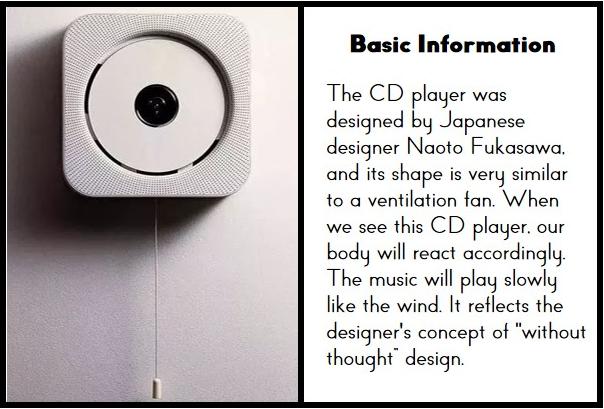 Basic Information
The CD player was
designed by Japanese
designer Naoto Fukasawa,
and its shape is very similar
to a ventilation fan. When
we see this CD player, our
body will react accordingly.
The music will play slowly
like the wind. It reflects the
designer's concept of "without
thought" design.